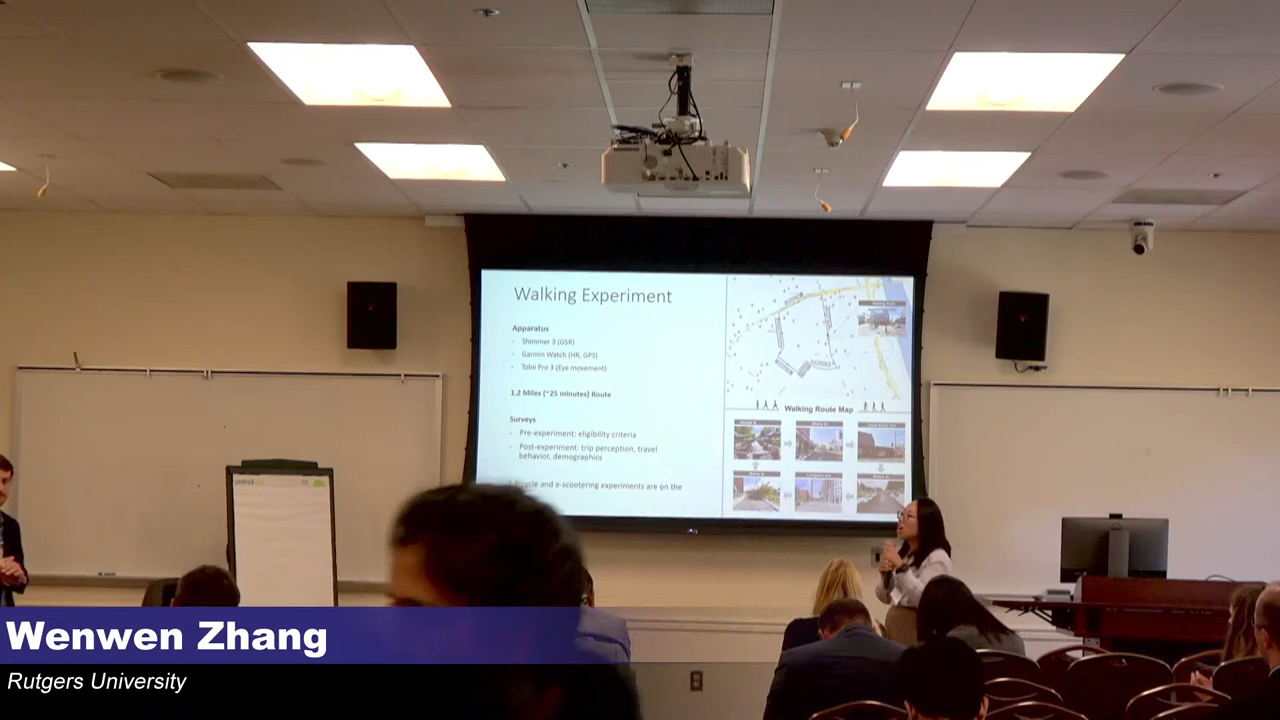 Walking Experiment
Apparatus
- Shimmer 3 (GSR)
- Garmin Watch (HR, GPS)
- Tobii Pro 3 (Eye movement)
1.2 Miles (~25 minutes) Route
Surveys
- Pre-experiment: eligibility criteria
- Post-experiment: trip perception, travel
behavior, demographics
Bicycle and e-scootering experiments are on the
Walking Route Map
Wenwen Zhang
Rutgers University